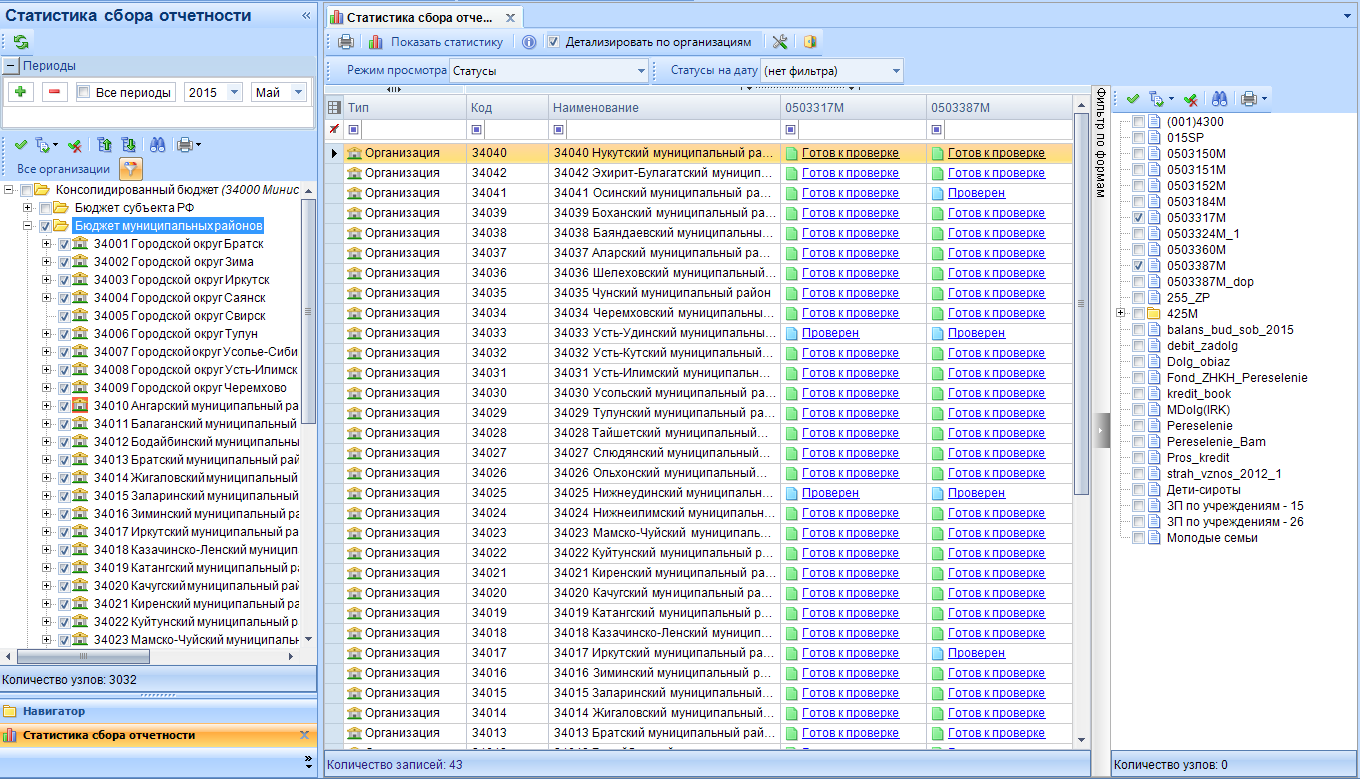 Статистика сбора отчетности
Периоды
Все периоды 2015 Май
Все организации
Консолидированный бюджет (34000 Минис
Бюджет субъекта РФ
Бюджет муниципальных районов
34001 Городской округ Братск
34002 Городской округ Зима
34003 Городской округ Иркутск
34004 Городской округ Саянск
34005 Городской округ Свирск
34006 Городской округ Тулун
34007 Городской округ Усолье-Сиби
34008 Городской округ Усть-Илимск
34009 Городской округ Черемхово
34010 Ангарский муниципальный ра
34011 Балаганский муниципальный
34012 Бодайбинский муниципальны
34013 Братский муниципальный рай
34014 Жигаловский муниципальный
34015 Заларинский муниципальный
34016 Зиминский муниципальный ра
34017 Иркутский муниципальный ра
34018 Казачинско-Ленский муницип
34019 Катангский муниципальный ра
34020 Качугский муниципальный рай
34021 Киренский муниципальный ра
34022 Куйтунский муниципальный р
34023 Мамско-Чуйский муниципальн
Количество узлов: 3032
Навигатор
Статистика сбора отчетности
Статистика сбора отче...
Показать статистику Детализировать по организациям
Режим просмотра Статусы Статусы на дату (нет фильтра)
Тип Код Наименование 0503317М 0503387М
Организация 34040 34040 Нукутский муниципальный ра... Готов к проверке Готов к проверке
Организация 34042 34042 Эхирит-Булагатский муницип... Готов к проверке Готов к проверке
Организация 34041 34041 Осинский муниципальный ра... Готов к проверке Проверен
Организация 34039 34039 Боханский муниципальный р... Готов к проверке Готов к проверке
Организация 34038 34038 Баяндаевский муниципальны... Готов к проверке Готов к проверке
Организация 34037 34037 Аларский муниципальный ра... Готов к проверке Готов к проверке
Организация 34036 34036 Шелеховский муниципальный... Готов к проверке Готов к проверке
Организация 34035 34035 Чунский муниципальный район Готов к проверке Готов к проверке
Организация 34034 34034 Черемховский муниципальны... Готов к проверке Готов к проверке
Организация 34033 34033 Усть-Удинский муниципальны... Проверен Проверен
Организация 34032 34032 Усть-Кутский муниципальный... Готов к проверке Готов к проверке
Организация 34031 34031 Усть-Илимский муниципальн... Готов к проверке Готов к проверке
Организация 34030 34030 Усольский муниципальный р... Готов к проверке Готов к проверке
Организация 34029 34029 Тулунский муниципальный р... Готов к проверке Готов к проверке
Организация 34028 34028 Тайшетский муниципальный... Готов к проверке Готов к проверке
Организация 34027 34027 Слюдянский муниципальный... Готов к проверке Готов к проверке
Организация 34026 34026 Ольхонский муниципальный... Готов к проверке Готов к проверке
Организация 34025 34025 Нижнеудинский муниципальн... Проверен Проверен
Организация 34024 34024 Нижнеилимский муниципальн... Готов к проверке Готов к проверке
Организация 34023 34023 Мамско-Чуйский муниципаль... Готов к проверке Готов к проверке
Организация 34022 34022 Куйтунский муниципальный р... Готов к проверке Готов к проверке
Организация 34021 34021 Киренский муниципальный ра... Готов к проверке Готов к проверке
Организация 34020 34020 Качугский муниципальный ра... Готов к проверке Готов к проверке
Организация 34019 34019 Катангский муниципальный р... Готов к проверке Готов к проверке
Организация 34018 34018 Казачинско-Ленский муницип... Готов к проверке Готов к проверке
Организация 34017 34017 Иркутский муниципальный ра... Готов к проверке Проверен
Организация 34016 34016 Зиминский муниципальный р... Готов к проверке Готов к проверке
Организация 34015 34015 Заларинский муниципальный... Готов к проверке Готов к проверке
Организация 34014 34014 Жигаловский муниципальный... Готов к проверке Готов к проверке
Организация 34013 34013 Братский муниципальный рай... Готов к проверке Готов к проверке
Количество записей: 43
Фильтр по формам
(001)4300
015SP
0503150M
0503151M
0503152M
0503184M
0503317M
0503324M_1
0503360M
0503387M
0503387M_dop
255_ZP
425M
balans_bud_sob_2015
debit_zadolg
Dolg_obiaz
Fond_ZHKH_Pereselenie
kredit_book
MDolg(IRK)
Pereselenie
Pereselenie_Bam
Pros_kredit
strah_vznos_2012_1
Дети-сироты
ЗП по учреждениям - 15
ЗП по учреждениям - 26
Молодые семьи
Количество узлов: 0